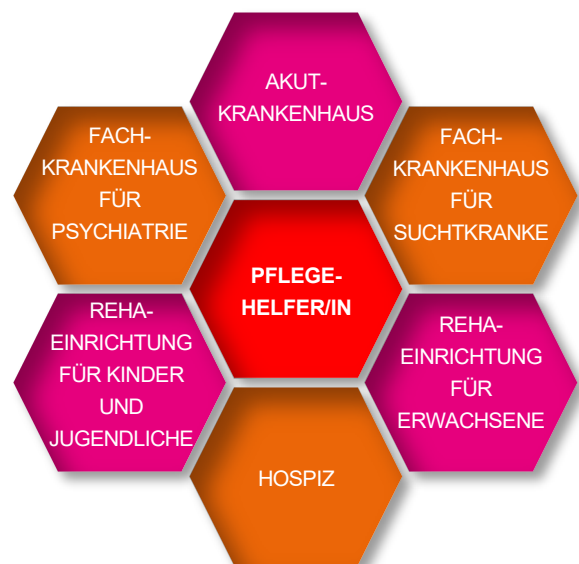 AKUT-
KRANKENHAUS
FACH-
KRANKENHAUS
FÜR
PSYCHIATRIE
FACH-
KRANKENHAUS
FÜR
SUCHTKRANKE
PFLEGE-
HELFER/IN
REHA-
EINRICHTUNG
FÜR KINDER
UND
JUGENDLICHE
REHA-
EINRICHTUNG
FÜR
ERWACHSENE
HOSPIZ